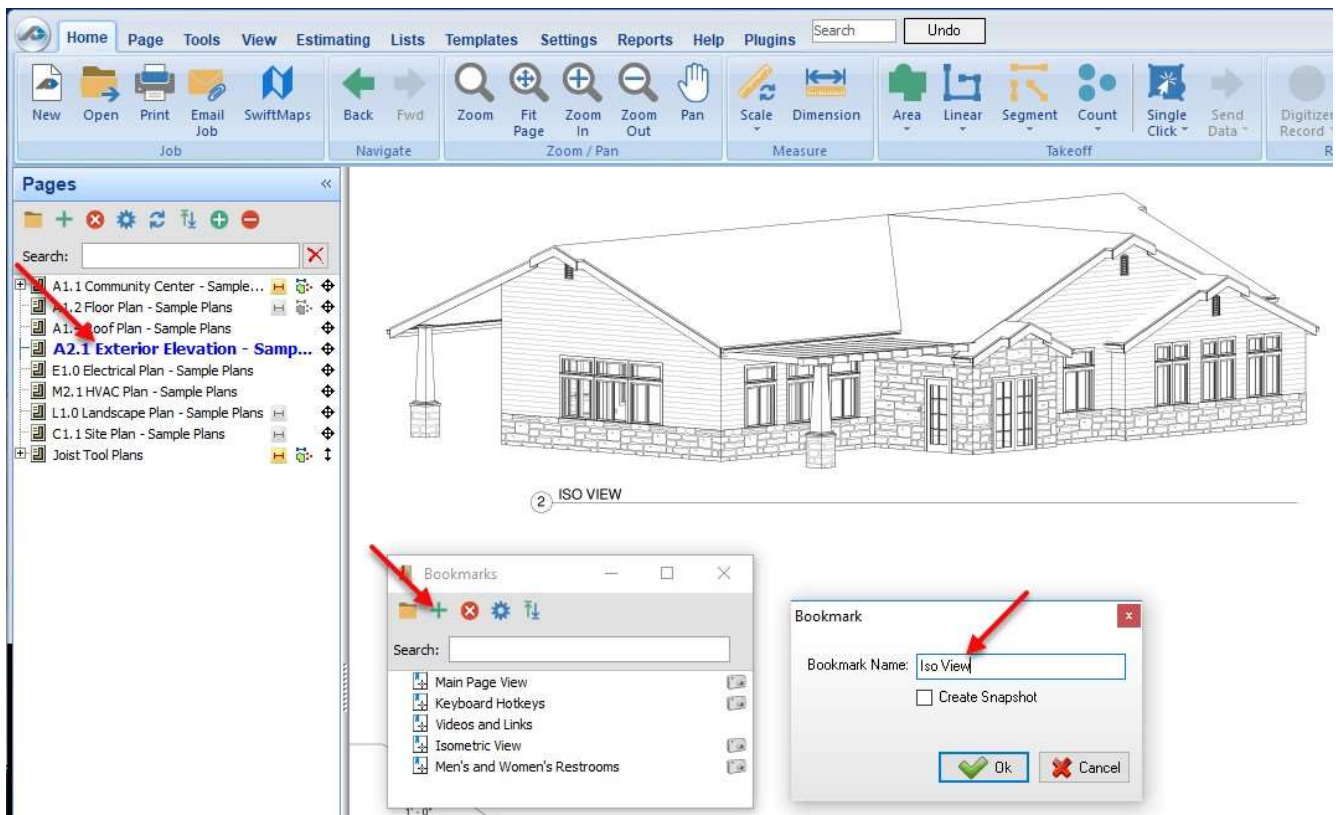 Home Page Tools View Estimating Lists Templates Settings Reports Help Plugins Search Undo
New Open Print Email Job SwiftMaps Back Fwd Zoom Fit Page Zoom In Zoom Out Pan Scale Dimension Area Linear Segment Count Single Click Send Data Digitizer Record
Job Navigate Zoom / Pan Measure Takeoff R
Pages
Search:
A1.1 Community Center - Sample...
A1.2 Floor Plan - Sample Plans
Roof Plan - Sample Plans
A2.1 Exterior Elevation - Samp...
E1.0 Electrical Plan - Sample Plans
M2.1 HVAC Plan - Sample Plans
L1.0 Landscape Plan - Sample Plans
C1.1 Site Plan - Sample Plans
Joist Tool Plans
2 ISO VIEW
Bookmarks
Search:
Main Page View
Keyboard Hotkeys
Videos and Links
Isometric View
Men's and Women's Restrooms
Bookmark
Bookmark Name: Iso View
Create Snapshot
Ok Cancel
1' - 0"